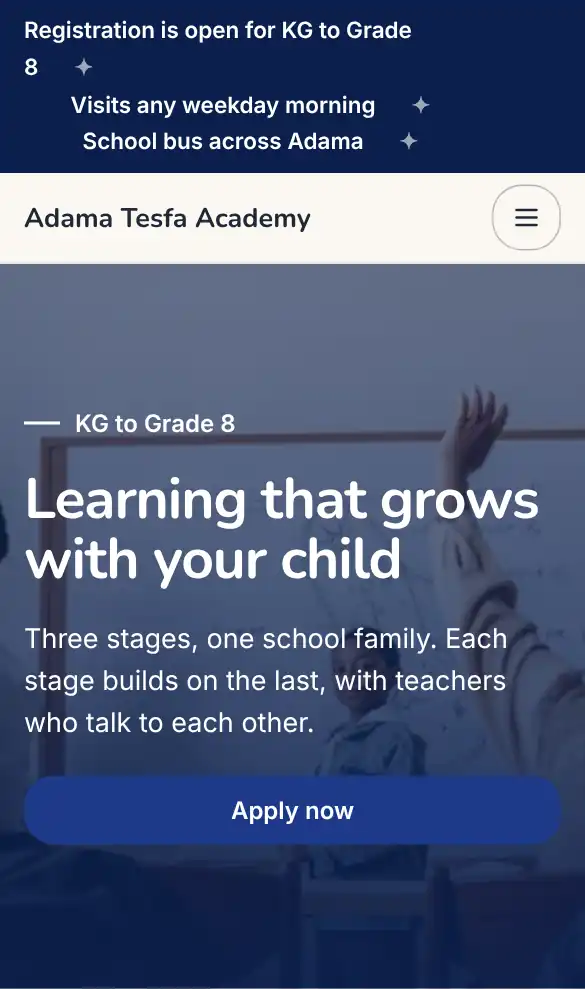 Registration is open for KG to Grade
8 ✦
Visits any weekday morning ✦
School bus across Adama ✦
Adama Tesfa Academy
KG to Grade 8
Learning that grows
with your child
Three stages, one school family. Each
stage builds on the last, with teachers
who talk to each other.
Apply now